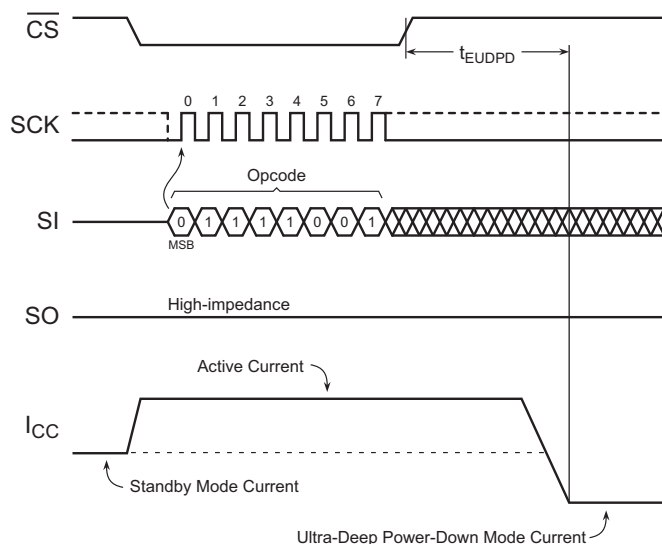 CS
tEUDPD
0 1 2 3 4 5 6 7
SCK
Opcode
SI
0 1 1 1 1 0 0 1
MSB
SO
High-impedance
Active Current
ICC
Standby Mode Current
Ultra-Deep Power-Down Mode Current